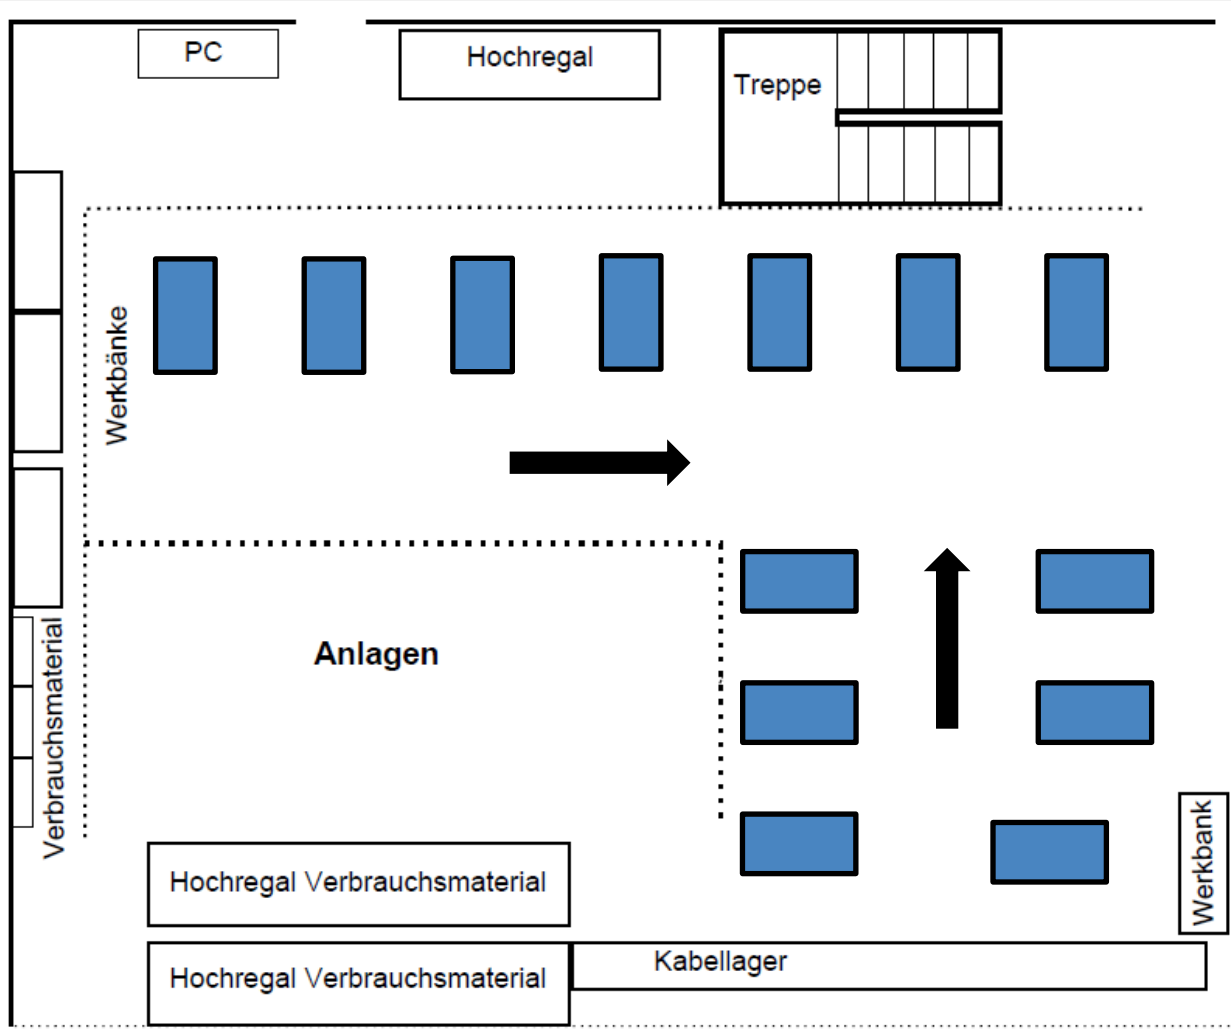 PC
Hochregal
Treppe
Werkbänke
Anlagen
Verbrauchsmaterial
Werkbank
Hochregal Verbrauchsmaterial
Kabellager
Hochregal Verbrauchsmaterial